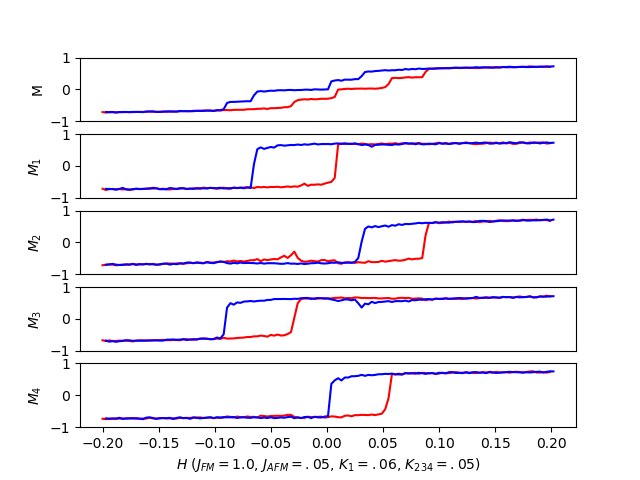 1
0
−1
M
1
0
−1
M₁
1
0
−1
M₂
1
0
−1
M₃
1
0
−1
M₄
−0.20 −0.15 −0.10 −0.05 0.00 0.05 0.10 0.15 0.20
H (J_FM = 1.0, J_AFM = .05, K₁ = .06, K₂₃₄ = .05)